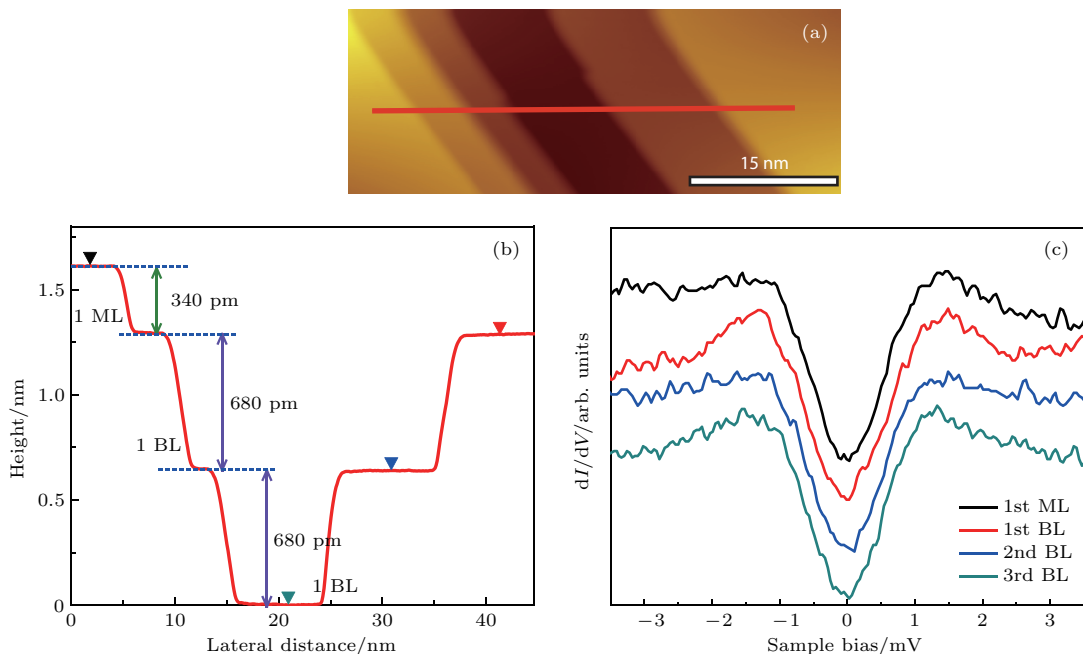 (a)
15 nm
(b)
340 pm
1 ML
680 pm
1 BL
680 pm
1 BL
1.5
1.0
0.5
0
Height/nm
0
10
20
30
40
Lateral distance/nm
(c)
dI/dV/arb. units
1st ML
1st BL
2nd BL
3rd BL
−3
−2
−1
0
1
2
3
Sample bias/mV